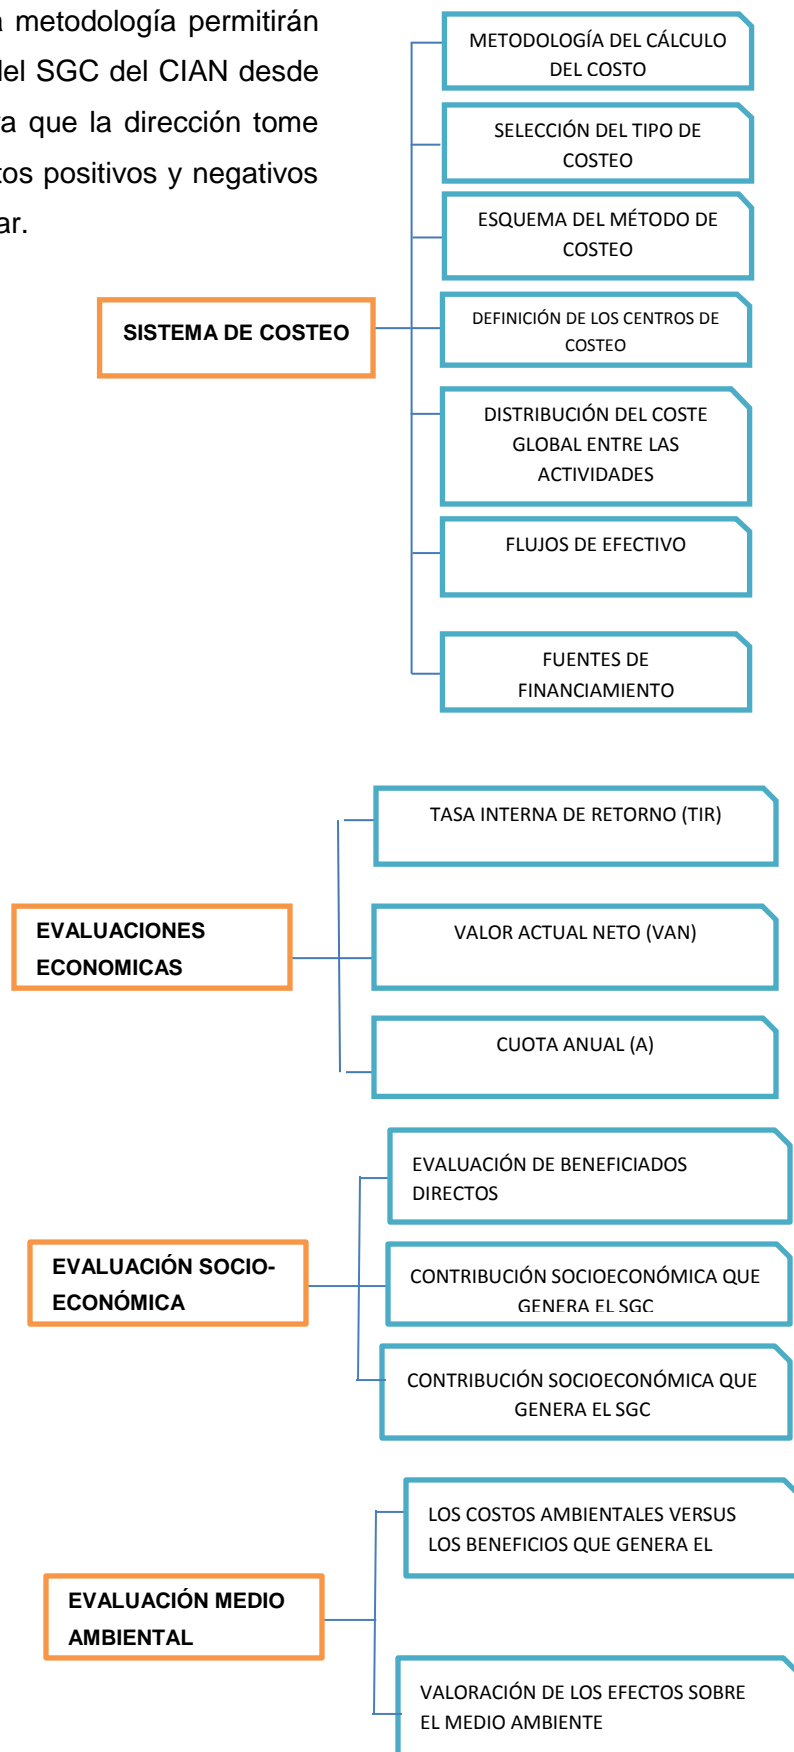 a metodología permitirán
del SGC del CIAN desde
ra que la dirección tome
tos positivos y negativos
ar.
METODOLOGÍA DEL CÁLCULO
DEL COSTO
SELECCIÓN DEL TIPO DE
COSTEO
ESQUEMA DEL MÉTODO DE
COSTEO
SISTEMA DE COSTEO
DEFINICIÓN DE LOS CENTROS DE
COSTEO
DISTRIBUCIÓN DEL COSTE
GLOBAL ENTRE LAS
ACTIVIDADES
FLUJOS DE EFECTIVO
FUENTES DE
FINANCIAMIENTO
TASA INTERNA DE RETORNO (TIR)
EVALUACIONES
ECONOMICAS
VALOR ACTUAL NETO (VAN)
CUOTA ANUAL (A)
EVALUACIÓN DE BENEFICIADOS
DIRECTOS
EVALUACIÓN SOCIO-
ECONÓMICA
CONTRIBUCIÓN SOCIOECONÓMICA QUE
GENERA EL SGC
CONTRIBUCIÓN SOCIOECONÓMICA QUE
GENERA EL SGC
LOS COSTOS AMBIENTALES VERSUS
LOS BENEFICIOS QUE GENERA EL
EVALUACIÓN MEDIO
AMBIENTAL
VALORACIÓN DE LOS EFECTOS SOBRE
EL MEDIO AMBIENTE